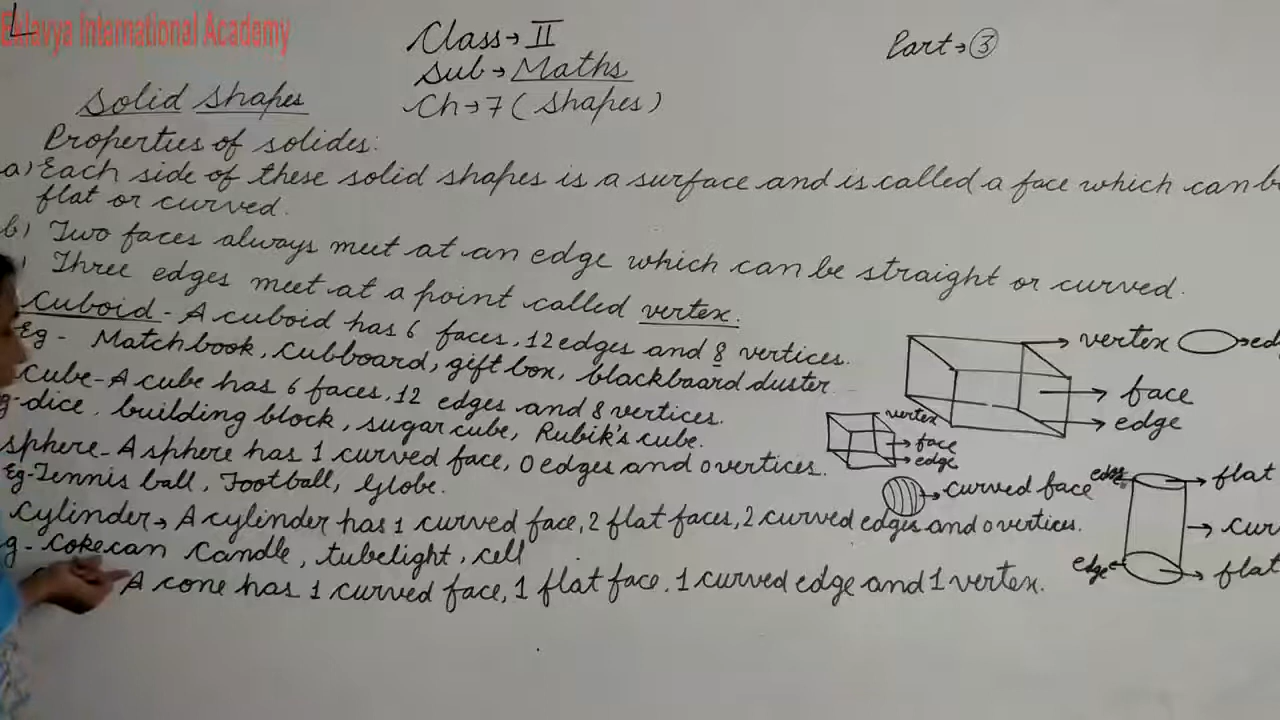 Eklavya International Academy
Class→ II
Part→ ③
Sub→ Maths
Ch→7 ( Shapes )
Solid Shapes
Properties of solides:
a) Each side of these solid shapes is a surface and is called a face which can b
flat or curved.
b) Two faces always meet at an edge which can be straight or curved.
) Three edges meet at a point called vertex.
Cuboid - A cuboid has 6 faces, 12 edges and 8 vertices.
Eg - Matchbook, Cubboard, gift box, blackboard duster
Cube - A cube has 6 faces, 12 edges and 8 vertices.
g-dice, building block, sugar cube, Rubik's cube.
sphere - A sphere has 1 curved face, 0 edges and 0 vertices.
Eg-Tennis ball, Football, Globe.
Cylinder→ A cylinder has 1 curved face, 2 flat faces, 2 curved edges and 0 vertices.
g - Cokecan Candle, tubelight, cell
A cone has 1 curved face, 1 flat face, 1 curved edge and 1 vertex.
vertex
ed
face
edge
vertex
face
edge
curved face
edge
flat
cur
edge
flat